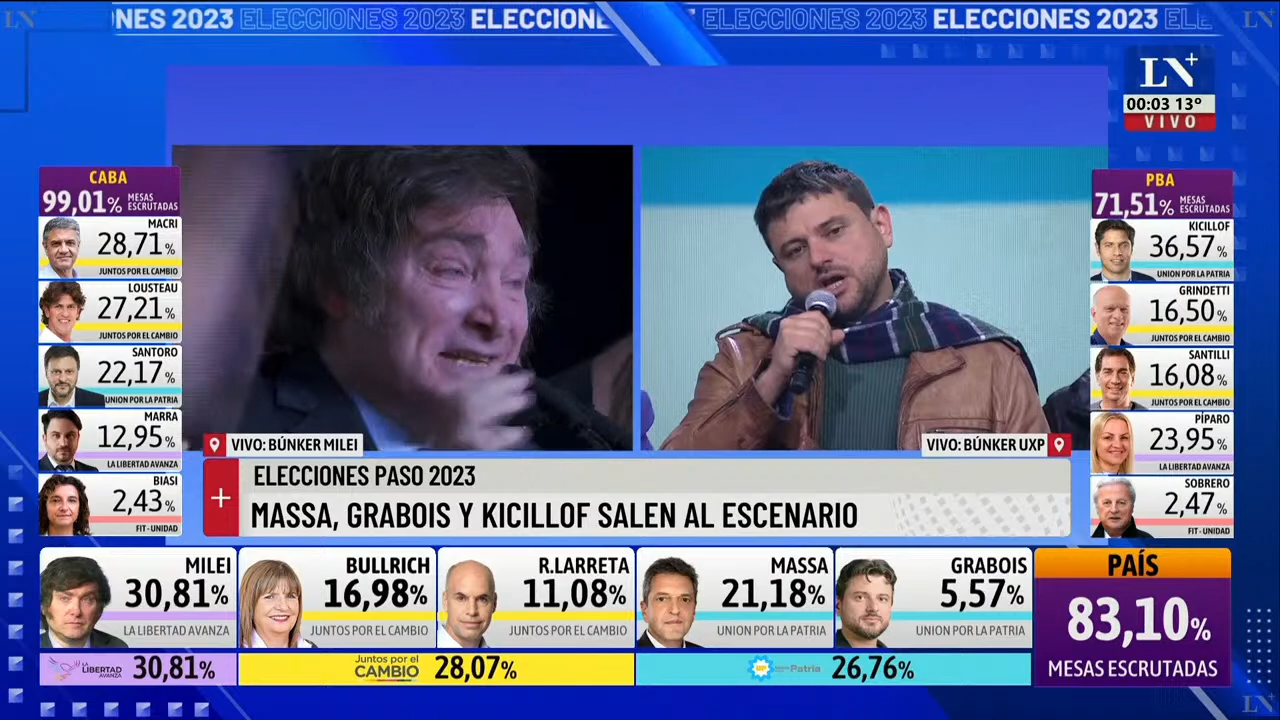 NES 2023 ELECCIONES 2023 ELECCIONE
ELECCIONES 2023 ELECCIONES 2023 ELE
LN+
LN+
LN+
00:03 13º
VIVO
CABA
99,01% MESAS ESCRUTADAS
MACRI
28,71%
JUNTOS POR EL CAMBIO
LOUSTEAU
27,21%
JUNTOS POR EL CAMBIO
SANTORO
22,17%
UNION POR LA PATRIA
MARRA
12,95%
LA LIBERTAD AVANZA
BIASI
2,43%
FIT - UNIDAD
PBA
71,51% MESAS ESCRUTADAS
KICILLOF
36,57%
UNION POR LA PATRIA
GRINDETTI
16,50%
JUNTOS POR EL CAMBIO
SANTILLI
16,08%
JUNTOS POR EL CAMBIO
PÍPARO
23,95%
LA LIBERTAD AVANZA
SOBRERO
2,47%
FIT - UNIDAD
VIVO: BÚNKER MILEI
VIVO: BÚNKER UXP
ELECCIONES PASO 2023
+ MASSA, GRABOIS Y KICILLOF SALEN AL ESCENARIO
MILEI
30,81%
LA LIBERTAD AVANZA
BULLRICH
16,98%
JUNTOS POR EL CAMBIO
R.LARRETA
11,08%
JUNTOS POR EL CAMBIO
MASSA
21,18%
UNION POR LA PATRIA
GRABOIS
5,57%
UNION POR LA PATRIA
PAÍS
83,10%
MESAS ESCRUTADAS
LA LIBERTAD AVANZA 30,81%
Juntos por el CAMBIO 28,07%
Patria 26,76%
LN+